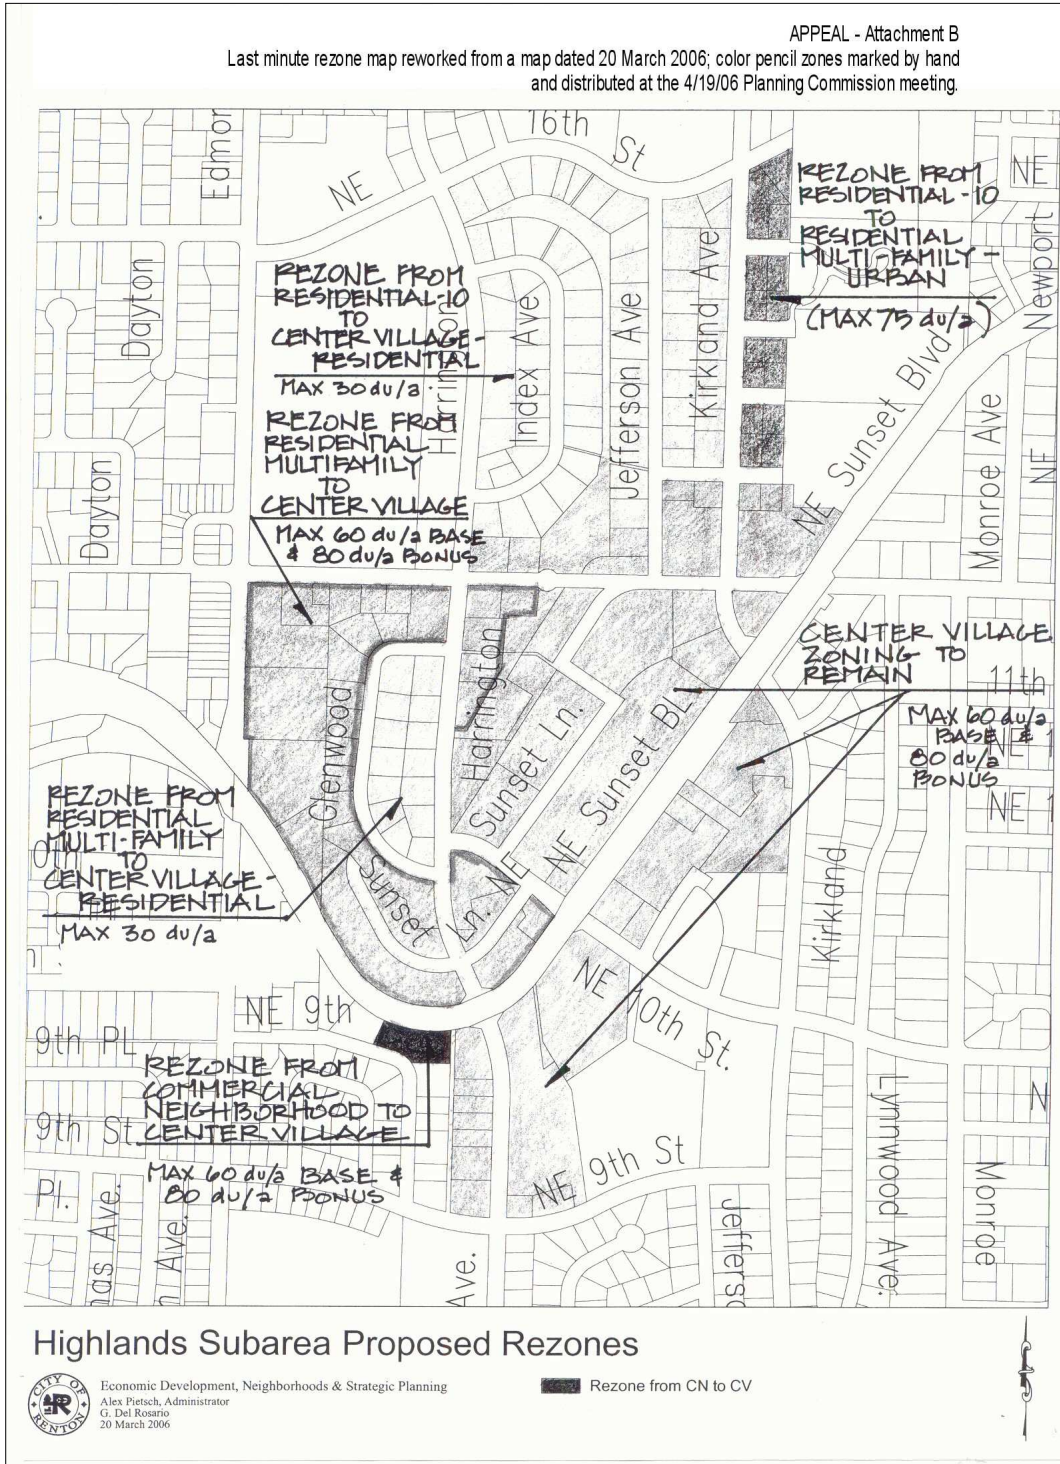 APPEAL - Attachment B
Last minute rezone map reworked from a map dated 20 March 2006; color pencil zones marked by hand
and distributed at the 4/19/06 Planning Commission meeting.
16th
St
NE
Edmon
NE
Newport
REZONE FROM
RESIDENTIAL-10
TO
RESIDENTIAL
MULTI-FAMILY-
URBAN
(MAX 75 du/a)
Dayton
REZONE FROM
RESIDENTIAL-10
TO
CENTER VILLAGE-
RESIDENTIAL
MAX 30 du/a
Harrington
Index Ave
Jefferson Ave
Kirkland Ave
NE Sunset Blvd
Monroe Ave
NE
Dayton
REZONE FROM
RESIDENTIAL
MULTIFAMILY
TO
CENTER VILLAGE
MAX 60 du/a BASE
& 80 du/a BONUS
CENTER VILLAGE
ZONING TO
REMAIN
11th
MAX 60 du/a
BASE &
80 du/a
BONUS
NE 1
NE 1
Glenwood
Harrington
Sunset Ln.
NE Sunset BL
REZONE FROM
RESIDENTIAL
MULTI-FAMILY
TO
CENTER VILLAGE-
RESIDENTIAL
MAX 30 du/a
0th
n.
Sunset
Ln.
NE
Kirkland
NE 10th St.
NE 9th
9th PL
REZONE FROM
COMMERCIAL
NEIGHBORHOOD TO
CENTER VILLAGE
MAX 60 du/a BASE &
80 du/a BONUS
9th St
Pl.
nas Ave.
n Ave.
Ave.
NE 9th St
Jefferso
Lynnwood Ave.
Monroe
N
Highlands Subarea Proposed Rezones
CITY OF
RENTON
Economic Development, Neighborhoods & Strategic Planning
Alex Pietsch, Administrator
G. Del Rosario
20 March 2006
Rezone from CN to CV